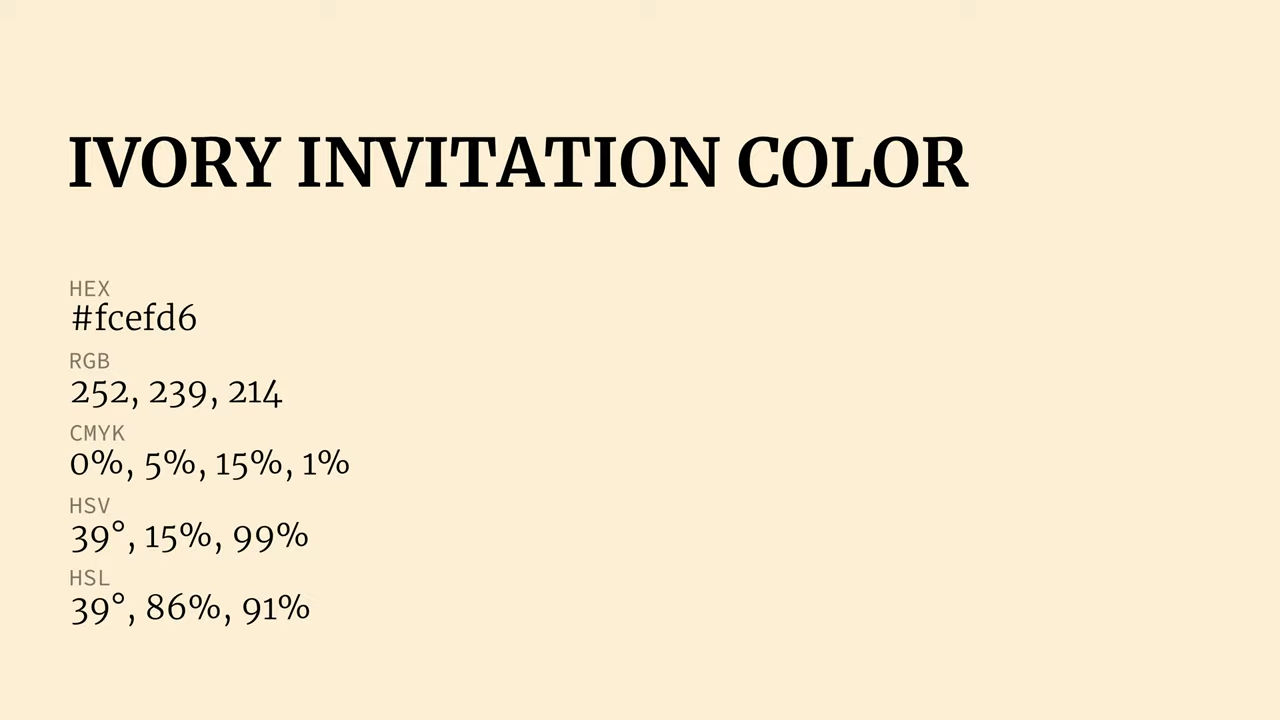 IVORY INVITATION COLOR
HEX
#fcefd6
RGB
252, 239, 214
CMYK
0%, 5%, 15%, 1%
HSV
39°, 15%, 99%
HSL
39°, 86%, 91%